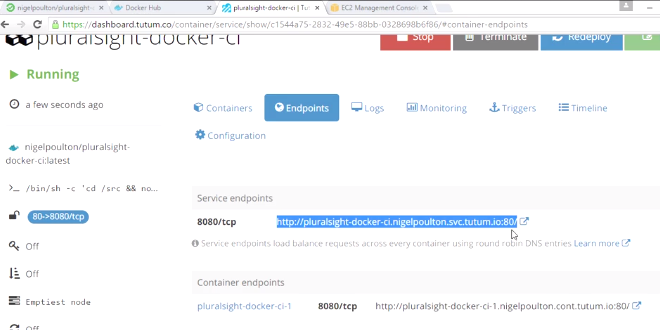 nigelpoulton/pluralsight-
Docker Hub
pluralsight-docker-ci | Tut
EC2 Management Conso
https://dashboard.tutum.co/container/service/show/c1544a75-2832-49e5-88bb-0328698b6f86/#container-endpoints
pluralsight-docker-ci
Stop
Terminate
Redeploy
Running
a few seconds ago
Containers
Endpoints
Logs
Monitoring
Triggers
Timeline
nigelpoulton/pluralsight-
docker-ci:latest
Configuration
/bin/sh -c 'cd /src && no...
Service endpoints
80->8080/tcp
8080/tcp
http://pluralsight-docker-ci.nigelpoulton.svc.tutum.io:80/
Off
Service endpoints load balance requests across every container using round robin DNS entries Learn more
Off
Container endpoints
Emptiest node
pluralsight-docker-ci-1
8080/tcp
http://pluralsight-docker-ci-1.nigelpoulton.cont.tutum.io:80/
Off